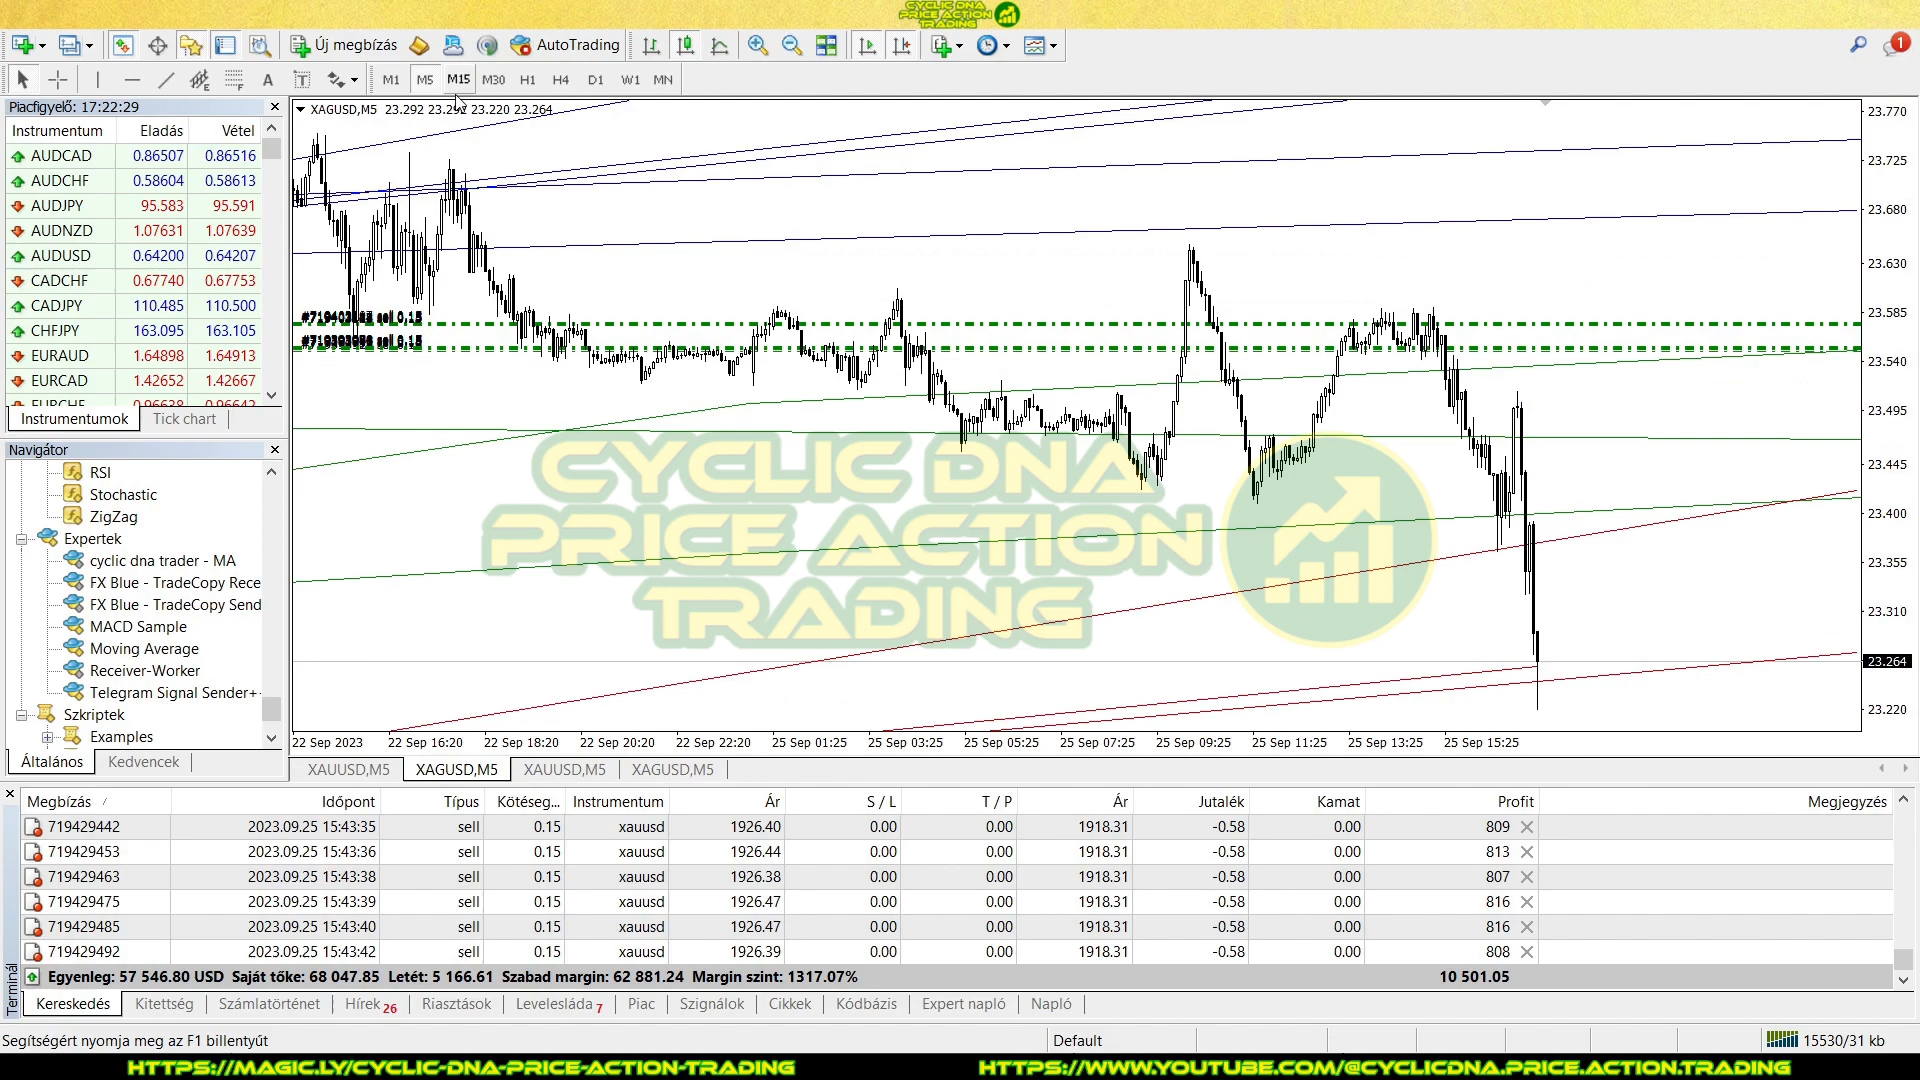 CYCLIC DNA
PRICE ACTION
TRADING
Új megbízás
AutoTrading
1
M1 M5 M15 M30 H1 H4 D1 W1 MN
Piacfigyelő: 17:22:29
Instrumentum Eladás Vétel
AUDCAD 0.86507 0.86516
AUDCHF 0.58604 0.58613
AUDJPY 95.583 95.591
AUDNZD 1.07631 1.07639
AUDUSD 0.64200 0.64207
CADCHF 0.67740 0.67753
CADJPY 110.485 110.500
CHFJPY 163.095 163.105
EURAUD 1.64898 1.64913
EURCAD 1.42652 1.42667
EURCHF 0.96638 0.96642
Instrumentumok Tick chart
Navigátor
RSI
Stochastic
ZigZag
Expertek
cyclic dna trader - MA
FX Blue - TradeCopy Rece
FX Blue - TradeCopy Send
MACD Sample
Moving Average
Receiver-Worker
Telegram Signal Sender+
Szkriptek
Examples
Általános Kedvencek
XAGUSD,M5 23.292 23.292 23.220 23.264
sell 0.15
sell 0.15
CYCLIC DNA
PRICE ACTION
TRADING
23.770
23.725
23.680
23.630
23.585
23.540
23.495
23.445
23.400
23.355
23.310
23.264
23.220
22 Sep 2023 22 Sep 16:20 22 Sep 18:20 22 Sep 20:20 22 Sep 22:20 25 Sep 01:25 25 Sep 03:25 25 Sep 05:25 25 Sep 07:25 25 Sep 09:25 25 Sep 11:25 25 Sep 13:25 25 Sep 15:25
XAUUSD,M5 XAGUSD,M5 XAUUSD,M5 XAGUSD,M5
Megbízás / Időpont Típus Kötéseg... Instrumentum Ár S / L T / P Ár Jutalék Kamat Profit Megjegyzés
719429442 2023.09.25 15:43:35 sell 0.15 xauusd 1926.40 0.00 0.00 1918.31 -0.58 0.00 809
719429453 2023.09.25 15:43:36 sell 0.15 xauusd 1926.44 0.00 0.00 1918.31 -0.58 0.00 813
719429463 2023.09.25 15:43:38 sell 0.15 xauusd 1926.38 0.00 0.00 1918.31 -0.58 0.00 807
719429475 2023.09.25 15:43:39 sell 0.15 xauusd 1926.47 0.00 0.00 1918.31 -0.58 0.00 816
719429485 2023.09.25 15:43:40 sell 0.15 xauusd 1926.47 0.00 0.00 1918.31 -0.58 0.00 816
719429492 2023.09.25 15:43:42 sell 0.15 xauusd 1926.39 0.00 0.00 1918.31 -0.58 0.00 808
Egyenleg: 57 546.80 USD Saját tőke: 68 047.85 Letét: 5 166.61 Szabad margin: 62 881.24 Margin szint: 1317.07% 10 501.05
Terminál
Kereskedés Kitettség Számlatörténet Hírek 26 Riasztások Levelesláda 7 Piac Szignálok Cikkek Kódbázis Expert napló Napló
Segítségért nyomja meg az F1 billentyűt Default 15530/31 kb
HTTPS://MAGIC.LY/CYCLIC-DNA-PRICE-ACTION-TRADING HTTPS://WWW.YOUTUBE.COM/@CYCLICDNA.PRICE.ACTION.TRADING